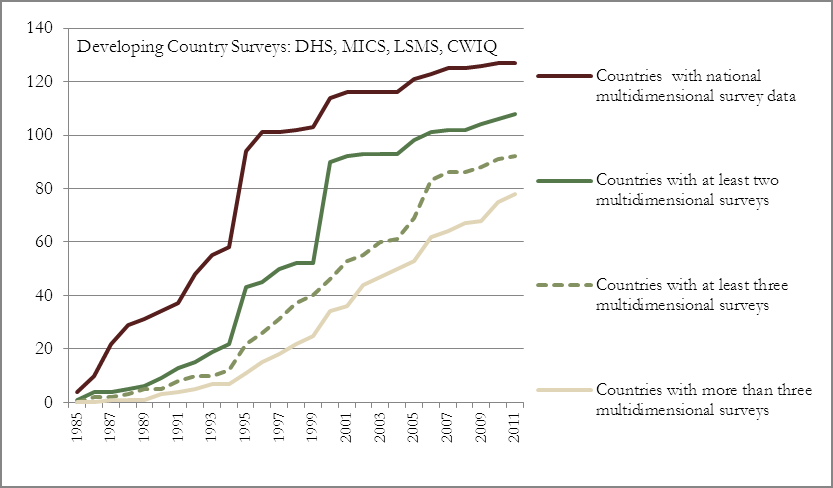 Developing Country Surveys: DHS, MICS, LSMS, CWIQ
140
120
100
80
60
40
20
0
1985
1987
1989
1991
1993
1995
1997
1999
2001
2003
2005
2007
2009
2011
Countries with national
multidimensional survey data
Countries with at least two
multidimensional surveys
Countries with at least three
multidimensional surveys
Countries with more than three
multidimensional surveys